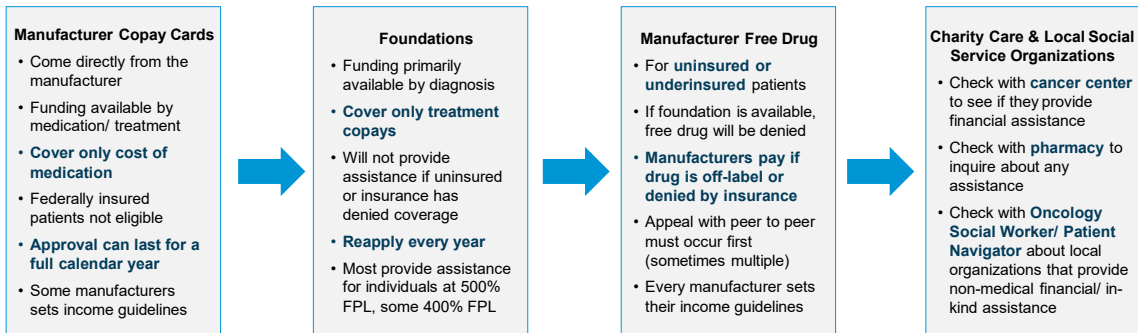 Manufacturer Copay Cards
• Come directly from the
manufacturer
• Funding available by
medication/ treatment
• Cover only cost of
medication
• Federally insured
patients not eligible
• Approval can last for a
full calendar year
• Some manufacturers
sets income guidelines
Foundations
• Funding primarily
available by diagnosis
• Cover only treatment
copays
• Will not provide
assistance if uninsured
or insurance has
denied coverage
• Reapply every year
• Most provide assistance
for individuals at 500%
FPL, some 400% FPL
Manufacturer Free Drug
• For uninsured or
underinsured patients
• If foundation is available,
free drug will be denied
• Manufacturers pay if
drug is off-label or
denied by insurance
• Appeal with peer to peer
must occur first
(sometimes multiple)
• Every manufacturer sets
their income guidelines
Charity Care & Local Social
Service Organizations
• Check with cancer center
to see if they provide
financial assistance
• Check with pharmacy to
inquire about any
assistance
• Check with Oncology
Social Worker/ Patient
Navigator about local
organizations that provide
non-medical financial/ in-
kind assistance